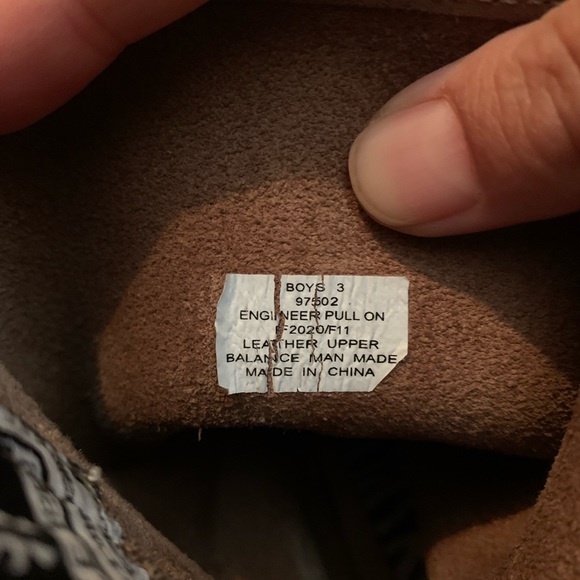 BOYS 3
97502
ENGINEER PULL ON
F2020/F11
LEATHER UPPER
BALANCE MAN MADE
MADE IN CHINA